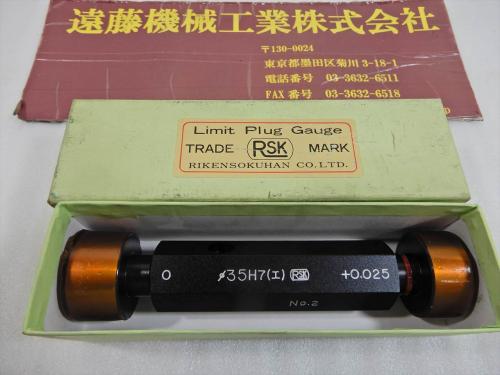 遠藤機械工業株式会社
〒130-0024
東京都墨田区菊川3-18-1
電話番号 03-3632-6511
FAX番号 03-3632-6518
Limit Plug Gauge
TRADE RSK MARK
RIKENSOKUHAN CO.LTD.
0 ⌀35H7(エ) RSK +0.025
No.2